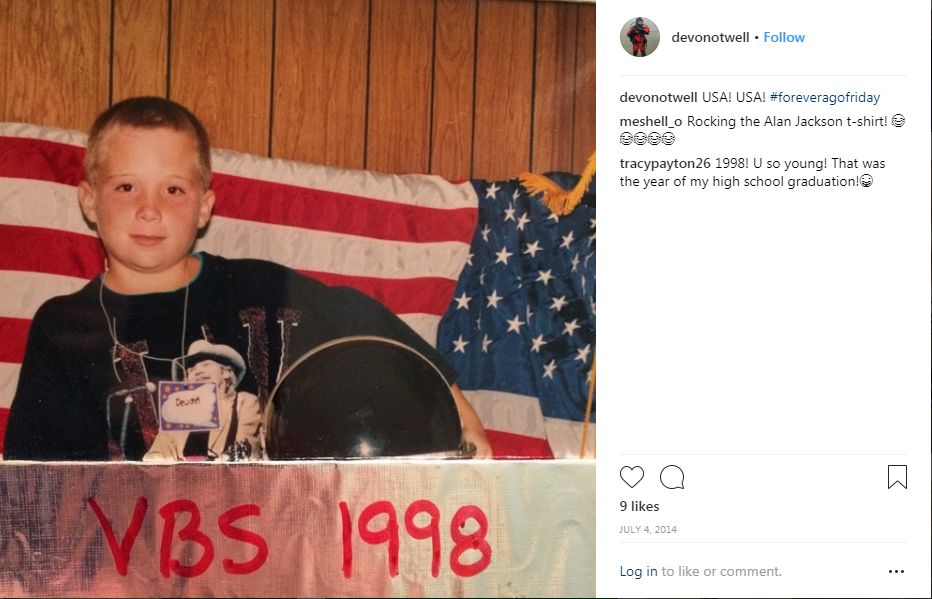 devonotwell • Follow
devonotwell USA! USA! #foreveragofriday
meshell_o Rocking the Alan Jackson t-shirt! 😂
😂😂😂😂
tracypayton26 1998! U so young! That was
the year of my high school graduation!😀
Devon
VBS 1998
9 likes
JULY 4, 2014
Log in to like or comment.